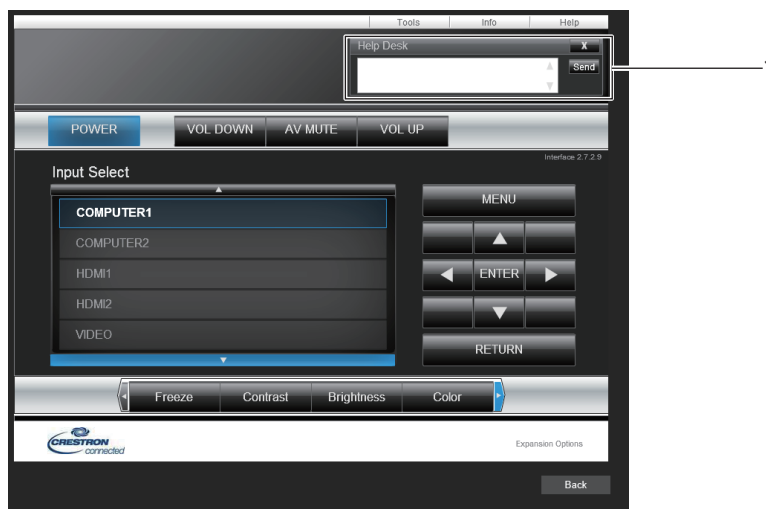 Tools Info Help
Help Desk X
Send
POWER VOL DOWN AV MUTE VOL UP
Interface 2.7.2.9
Input Select
COMPUTER1
MENU
COMPUTER2
HDMI1
ENTER
HDMI2
VIDEO
RETURN
Freeze Contrast Brightness Color
CRESTRON
connected
Expansion Options
Back